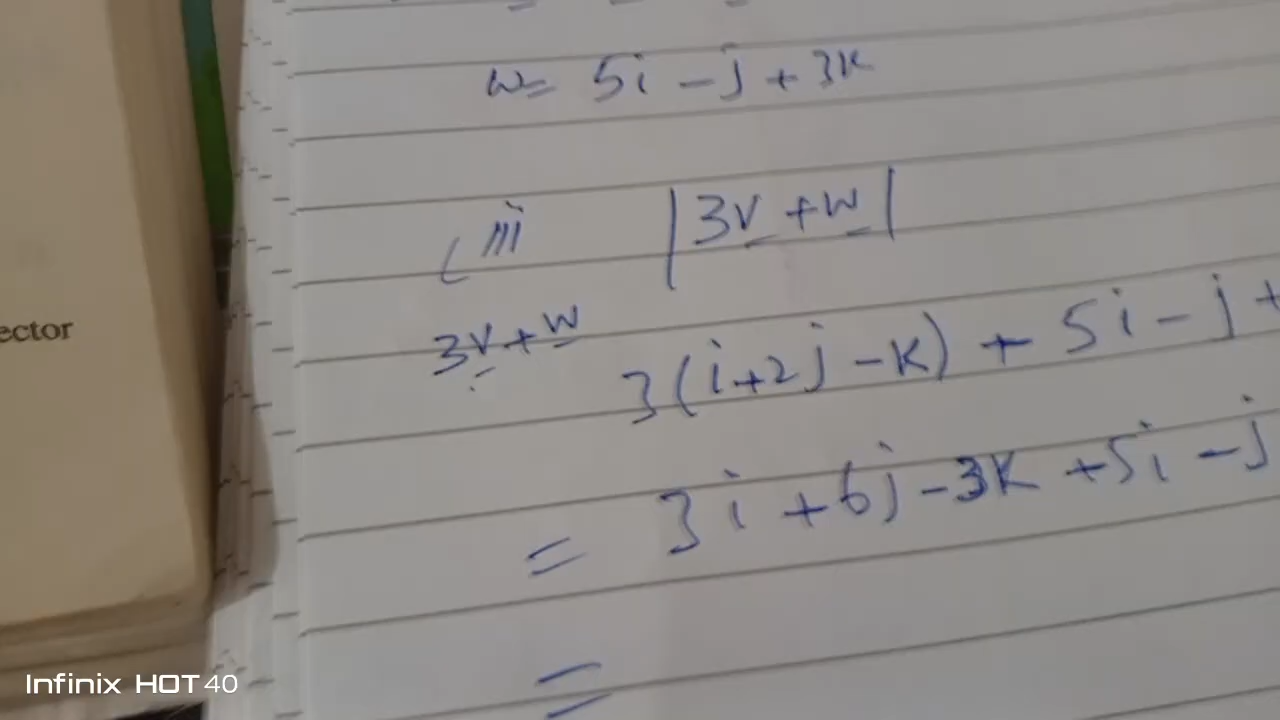 w= 5i - j + 3k
(iii |3v + w|
3v + w
3(i+2j-k) + 5i - j +
= 3i + 6j - 3k + 5i - j
=
ector
Infinix HOT 40